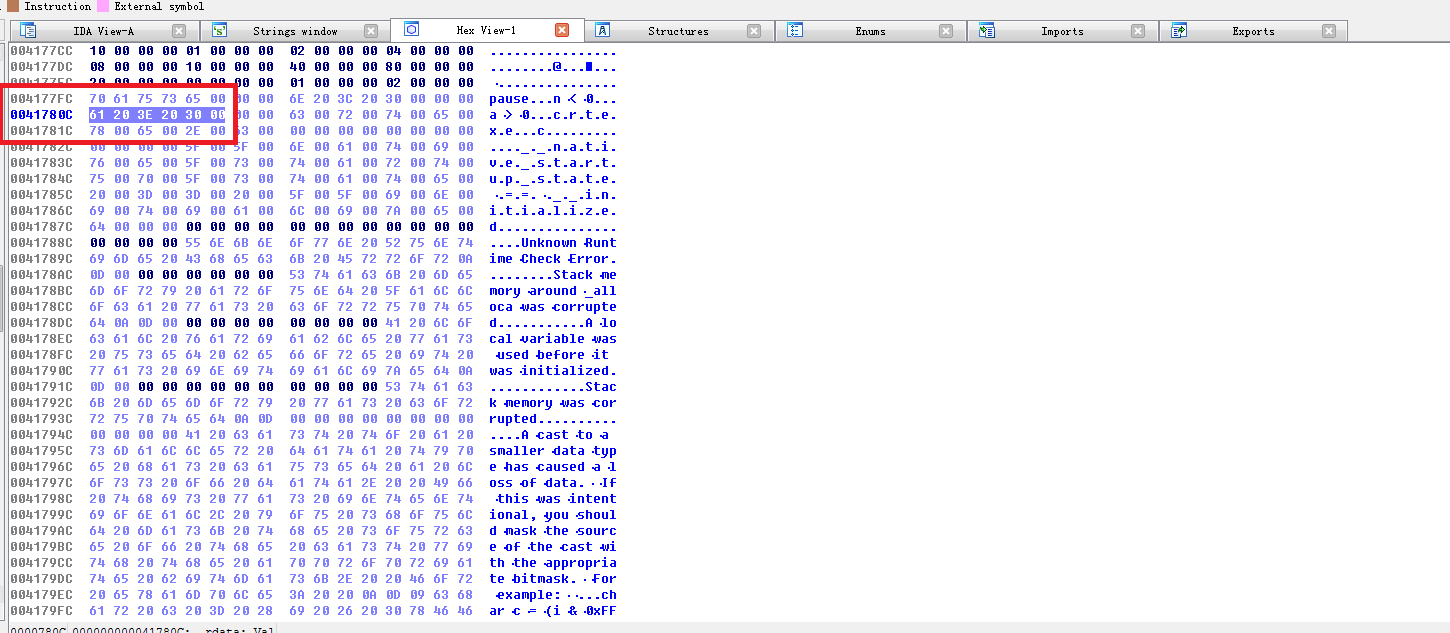 Instruction External symbol
IDA View-A Strings window Hex View-1 Structures Enums Imports Exports
004177CC 10 00 00 00 01 00 00 00 02 00 00 00 04 00 00 00 ................
004177DC 08 00 00 00 10 00 00 00 40 00 00 00 80 00 00 00 ........@...■...
004177FC 70 61 75 73 65 00 00 00 6E 20 3C 20 30 00 00 00 pause...n < 0...
0041780C 61 20 3E 20 30 00 00 00 63 00 72 00 74 00 65 00 a > 0...c.r.t.e.
0041781C 78 00 65 00 2E 00 63 00 00 00 00 00 00 00 00 00 x.e...c.........
0041782C 00 00 00 00 5F 00 5F 00 6E 00 61 00 74 00 69 00 ...._._.n.a.t.i.
0041783C 76 00 65 00 5F 00 73 00 74 00 61 00 72 00 74 00 v.e._.s.t.a.r.t.
0041784C 75 00 70 00 5F 00 73 00 74 00 61 00 74 00 65 00 u.p._.s.t.a.t.e.
0041785C 20 00 3D 00 3D 00 20 00 5F 00 5F 00 69 00 6E 00  .=.=. ._._.i.n.
0041786C 69 00 74 00 69 00 61 00 6C 00 69 00 7A 00 65 00 i.t.i.a.l.i.z.e.
0041787C 64 00 00 00 00 00 00 00 00 00 00 00 00 00 00 00 d...............
0041788C 00 00 00 00 55 6E 6B 6E 6F 77 6E 20 52 75 6E 74 ....Unknown Runt
0041789C 69 6D 65 20 43 68 65 63 6B 20 45 72 72 6F 72 0A ime Check Error.
004178AC 0D 00 00 00 00 00 00 00 53 74 61 63 6B 20 6D 65 ........Stack me
004178BC 6D 6F 72 79 20 61 72 6F 75 6E 64 20 5F 61 6C 6C mory around _all
004178CC 6F 63 61 20 77 61 73 20 63 6F 72 72 75 70 74 65 oca was corrupte
004178DC 64 0A 0D 00 00 00 00 00 00 00 00 00 41 20 6C 6F d...........A lo
004178EC 63 61 6C 20 76 61 72 69 61 62 6C 65 20 77 61 73 cal variable was
004178FC 20 75 73 65 64 20 62 65 66 6F 72 65 20 69 74 20  used before it 
0041790C 77 61 73 20 69 6E 69 74 69 61 6C 69 7A 65 64 0A was initialized.
0041791C 0D 00 00 00 00 00 00 00 00 00 00 00 53 74 61 63 ............Stac
0041792C 6B 20 6D 65 6D 6F 72 79 20 77 61 73 20 63 6F 72 k memory was cor
0041793C 72 75 70 74 65 64 0A 0D 00 00 00 00 00 00 00 00 rupted..........
0041794C 00 00 00 00 41 20 63 61 73 74 20 74 6F 20 61 20 ....A cast to a 
0041795C 73 6D 61 6C 6C 65 72 20 64 61 74 61 20 74 79 70 smaller data typ
0041796C 65 20 68 61 73 20 63 61 75 73 65 64 20 61 20 6C e has caused a l
0041797C 6F 73 73 20 6F 66 20 64 61 74 61 2E 20 20 49 66 oss of data.  If
0041798C 20 74 68 69 73 20 77 61 73 20 69 6E 74 65 6E 74  this was intent
0041799C 69 6F 6E 61 6C 2C 20 79 6F 75 20 73 68 6F 75 6C ional, you shoul
004179AC 64 20 6D 61 73 6B 20 74 68 65 20 73 6F 75 72 63 d mask the sourc
004179BC 65 20 6F 66 20 74 68 65 20 63 61 73 74 20 77 69 e of the cast wi
004179CC 74 68 20 74 68 65 20 61 70 70 72 6F 70 72 69 61 th the appropria
004179DC 74 65 20 62 69 74 6D 61 73 6B 2E 20 20 46 6F 72 te bitmask.  For
004179EC 20 65 78 61 6D 70 6C 65 3A 20 20 0A 0D 09 63 68  example:  ...ch
004179FC 61 72 20 63 20 3D 20 28 69 20 26 20 30 78 46 46 ar c = (i & 0xFF